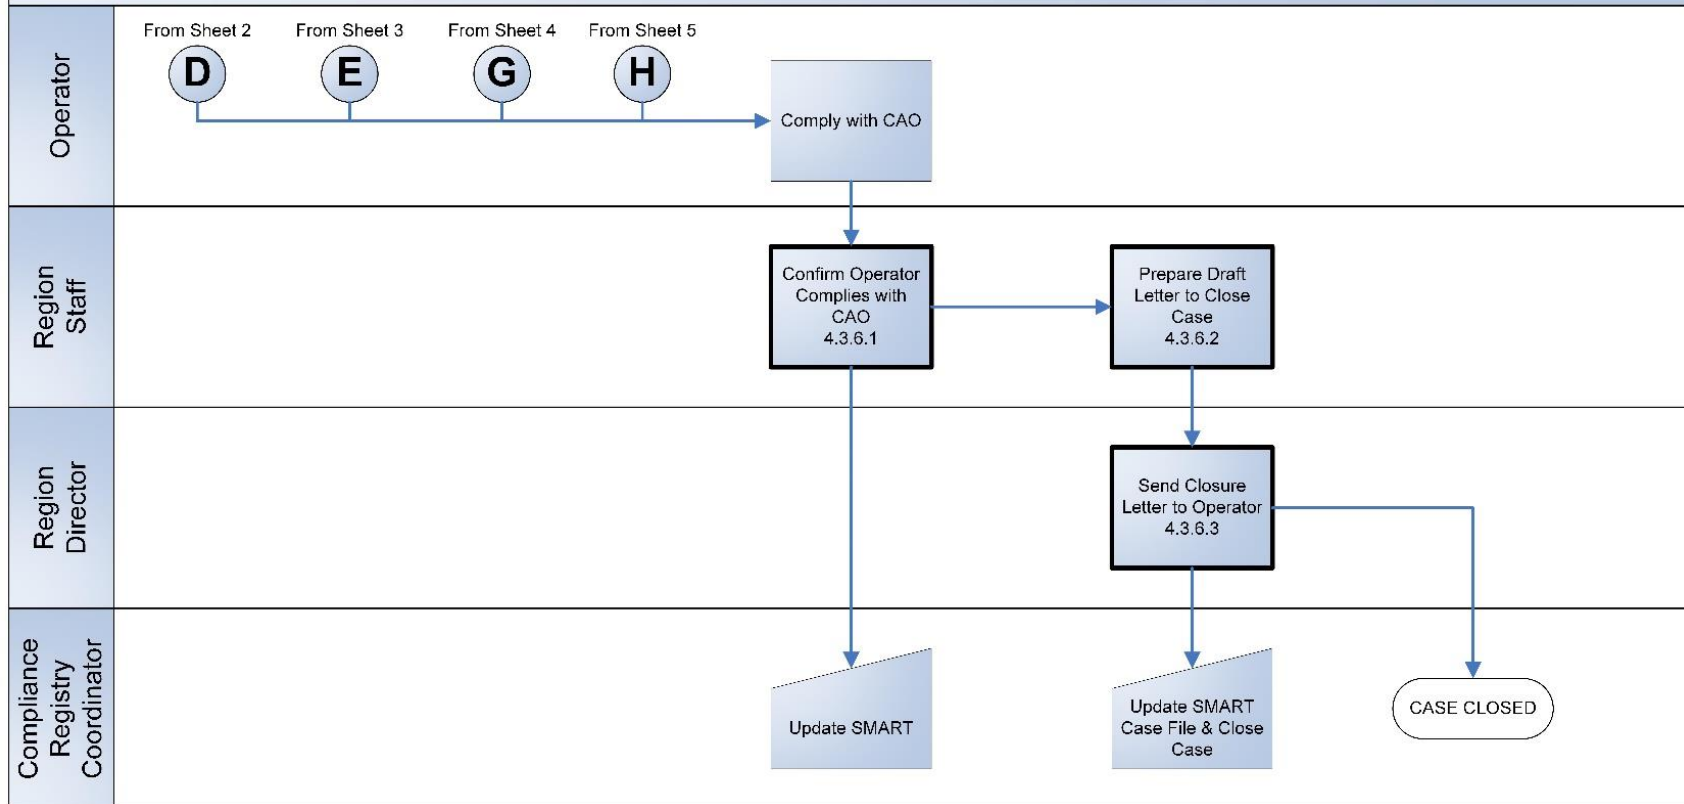 Operator
From Sheet 2
From Sheet 3
From Sheet 4
From Sheet 5
D
E
G
H
Comply with CAO
Region
Staff
Confirm Operator
Complies with
CAO
4.3.6.1
Prepare Draft
Letter to Close
Case
4.3.6.2
Region
Director
Send Closure
Letter to Operator
4.3.6.3
Compliance
Registry
Coordinator
Update SMART
Update SMART
Case File & Close
Case
CASE CLOSED